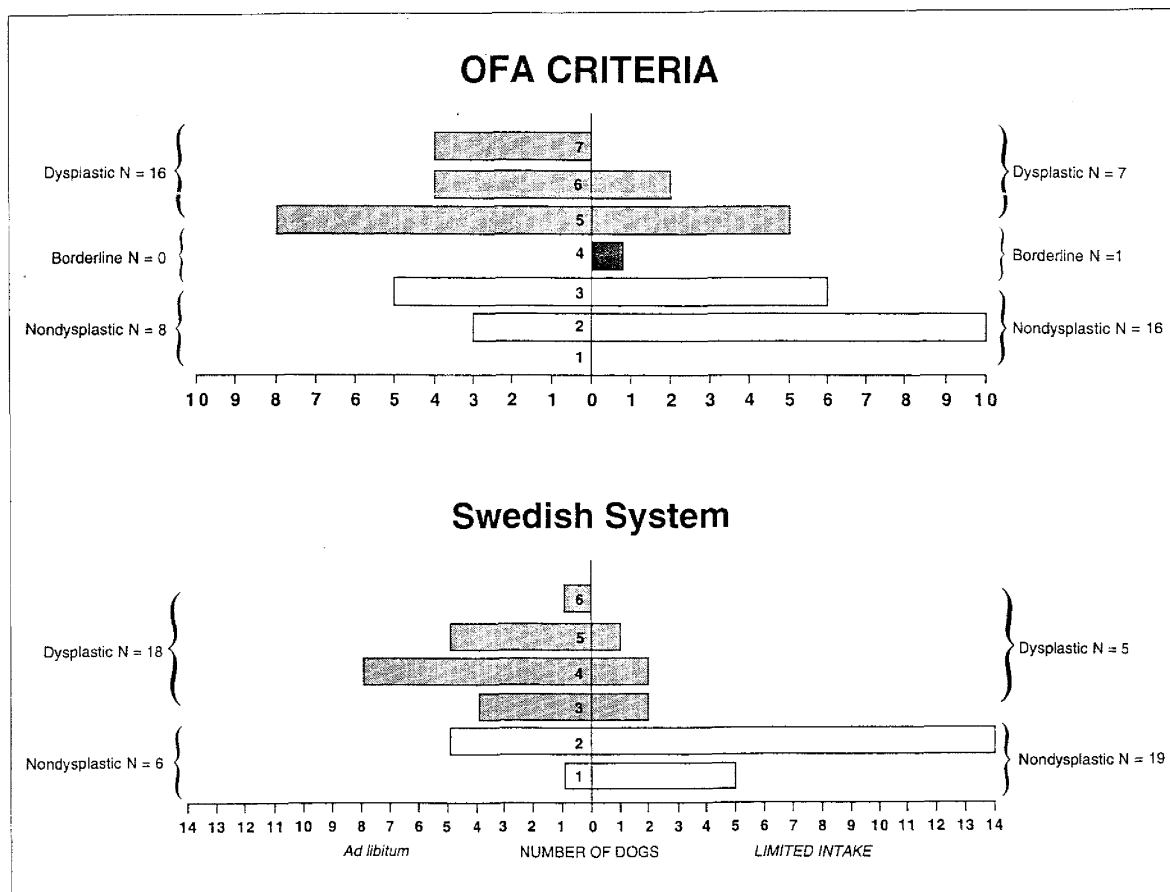 OFA CRITERIA
7
Dysplastic N = 16
Dysplastic N = 7
6
5
Borderline N = 0
4
Borderline N =1
3
Nondysplastic N = 8
2
Nondysplastic N = 16
1
10 9 8 7 6 5 4 3 2 1 0 1 2 3 4 5 6 7 8 9 10
Swedish System
6
Dysplastic N = 18
5
Dysplastic N = 5
4
3
2
Nondysplastic N = 6
Nondysplastic N = 19
1
14 13 12 11 10 9 8 7 6 5 4 3 2 1 0 1 2 3 4 5 6 7 8 9 10 11 12 13 14
Ad libitum NUMBER OF DOGS LIMITED INTAKE